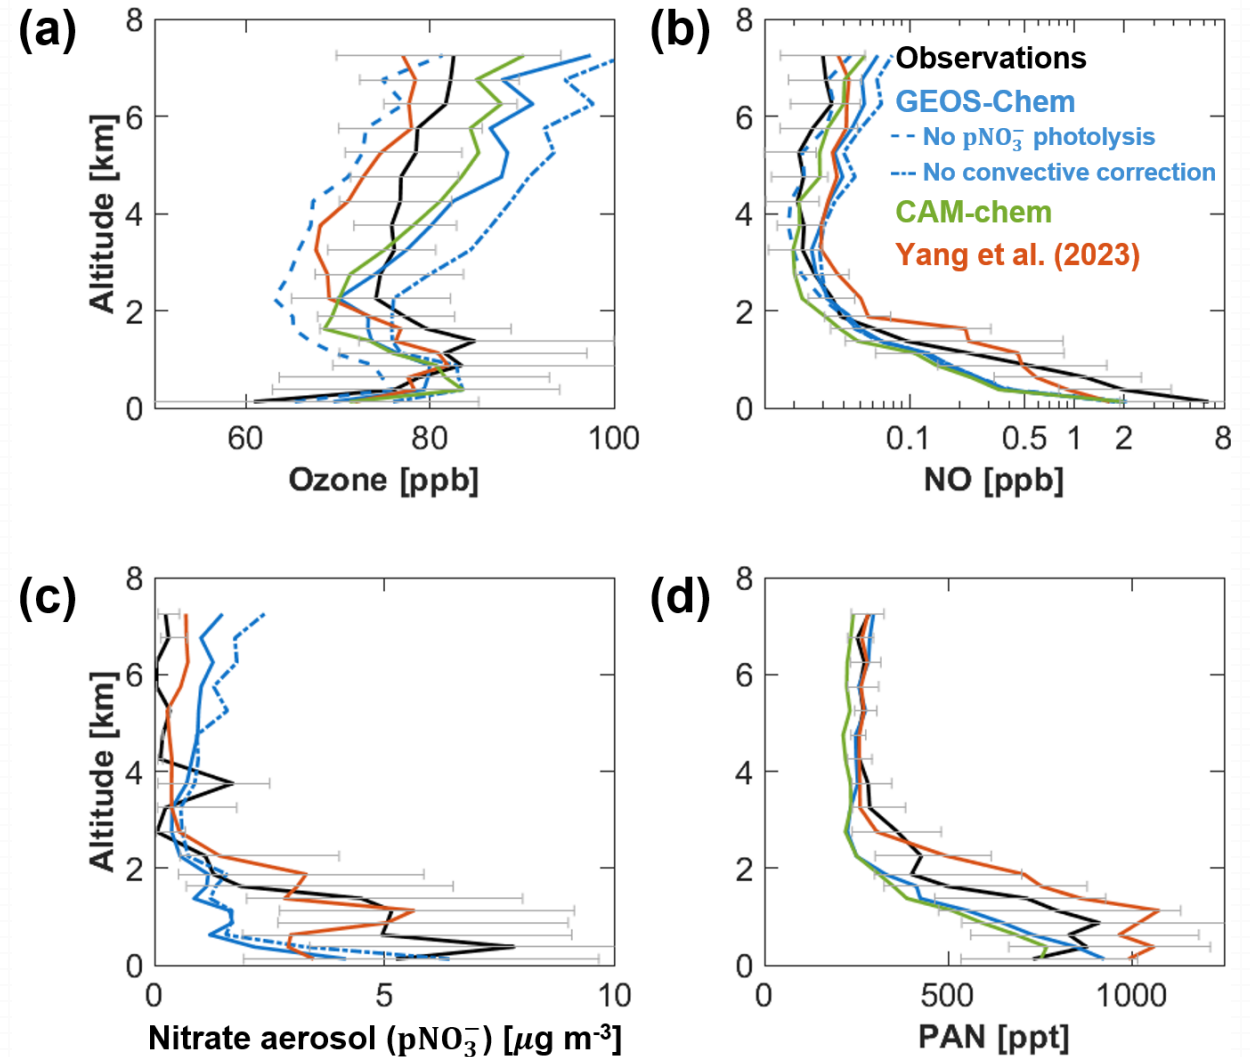 (a)
8
6
4
2
0
Altitude [km]
60 80 100
Ozone [ppb]
(b)
8
6
4
2
0
Altitude [km]
0.1 0.5 1 2 8
NO [ppb]
Observations
GEOS-Chem
No pNO₃⁻ photolysis
No convective correction
CAM-chem
Yang et al. (2023)
(c)
8
6
4
2
0
Altitude [km]
0 5 10
Nitrate aerosol (pNO₃⁻) [μg m⁻³]
(d)
8
6
4
2
0
0 500 1000
PAN [ppt]